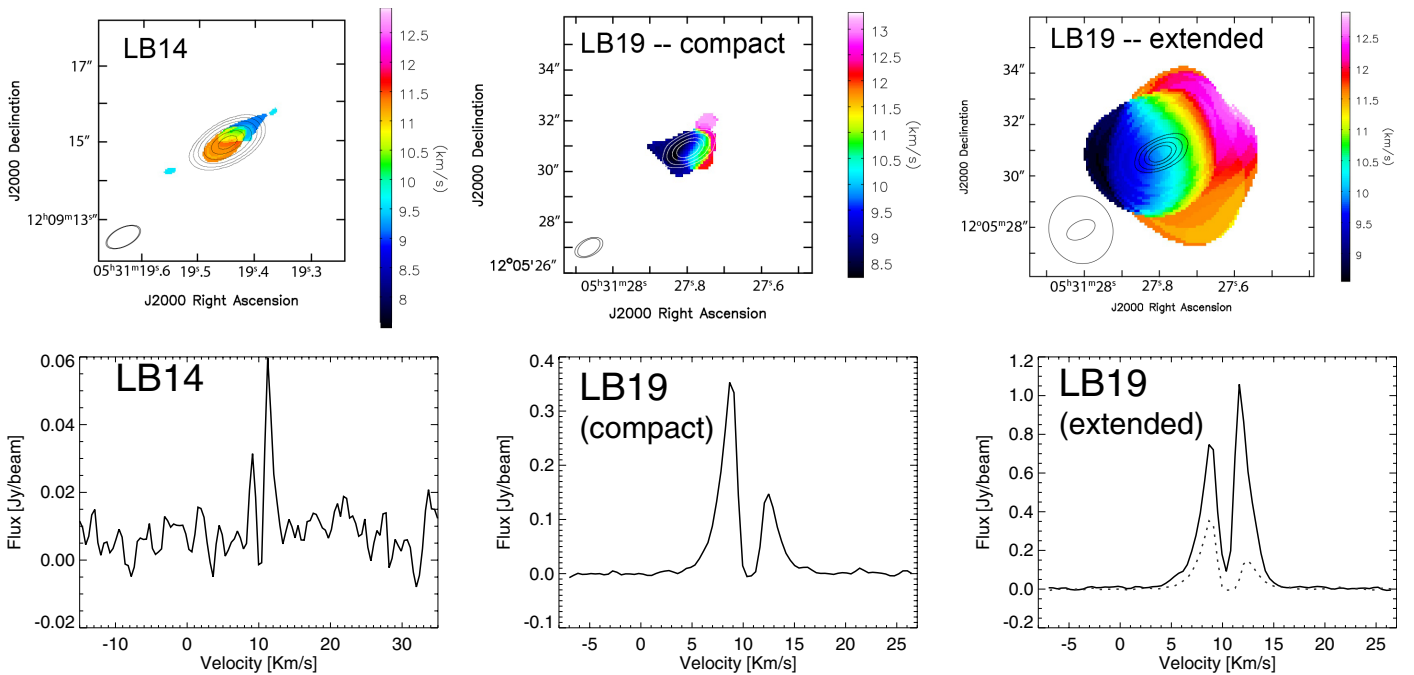 LB14
17″
15″
12ʰ09ᵐ13″
05ʰ31ᵐ19ˢ.6
19ˢ.5
19ˢ.4
19ˢ.3
J2000 Declination
J2000 Right Ascension
12.5
12
11.5
11
10.5
10
9.5
9
8.5
8
(km/s)
LB19 -- compact
34″
32″
30″
28″
12°05'26″
05ʰ31ᵐ28ˢ
27ˢ.8
27ˢ.6
J2000 Declination
J2000 Right Ascension
13
12.5
12
11.5
11
10.5
10
9.5
9
8.5
(km/s)
LB19 -- extended
34″
32″
30″
12°05'28″
05ʰ31ᵐ28ˢ
27ˢ.8
27ˢ.6
J2000 Declination
J2000 Right Ascension
12.5
12
11.5
11
10.5
10
9.5
9
(km/s)
LB14
0.06
0.04
0.02
0.00
-0.02
Flux [Jy/beam]
-10
0
10
20
30
Velocity [Km/s]
LB19
(compact)
0.4
0.3
0.2
0.1
0.0
-0.1
Flux [Jy/beam]
-5
0
5
10
15
20
25
Velocity [Km/s]
LB19
(extended)
1.2
1.0
0.8
0.6
0.4
0.2
0.0
-0.2
Flux [Jy/beam]
-5
0
5
10
15
20
25
Velocity [Km/s]